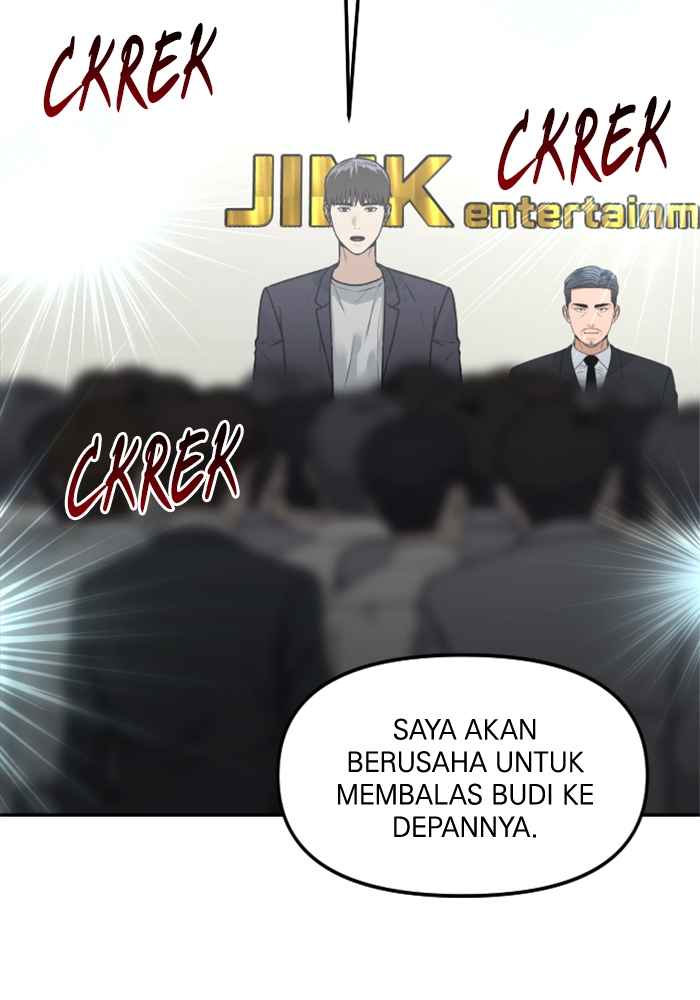 CKREK
CKREK
JINK entertainm
CKREK
SAYA AKAN
BERUSAHA UNTUK
MEMBALAS BUDI KE
DEPANNYA.